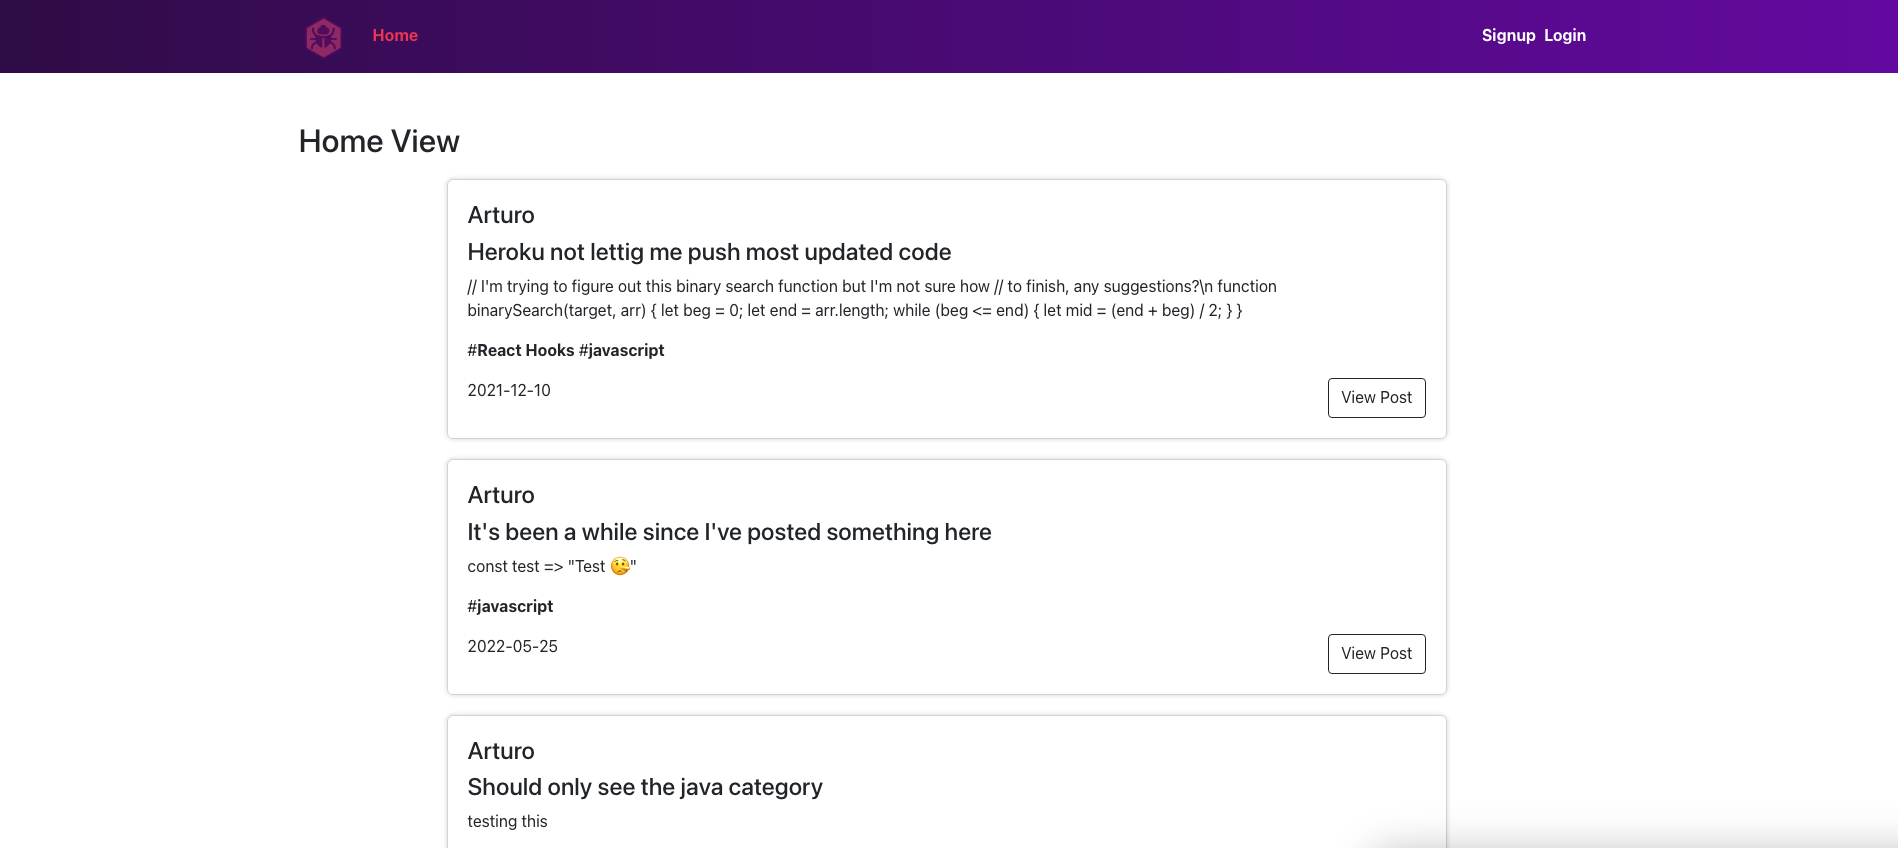 Home
Signup Login
Home View
Arturo
Heroku not lettig me push most updated code
// I'm trying to figure out this binary search function but I'm not sure how // to finish, any suggestions?\n function
binarySearch(target, arr) { let beg = 0; let end = arr.length; while (beg <= end) { let mid = (end + beg) / 2; } }
#React Hooks #javascript
2021-12-10
View Post
Arturo
It's been a while since I've posted something here
const test => "Test 🤔"
#javascript
2022-05-25
View Post
Arturo
Should only see the java category
testing this